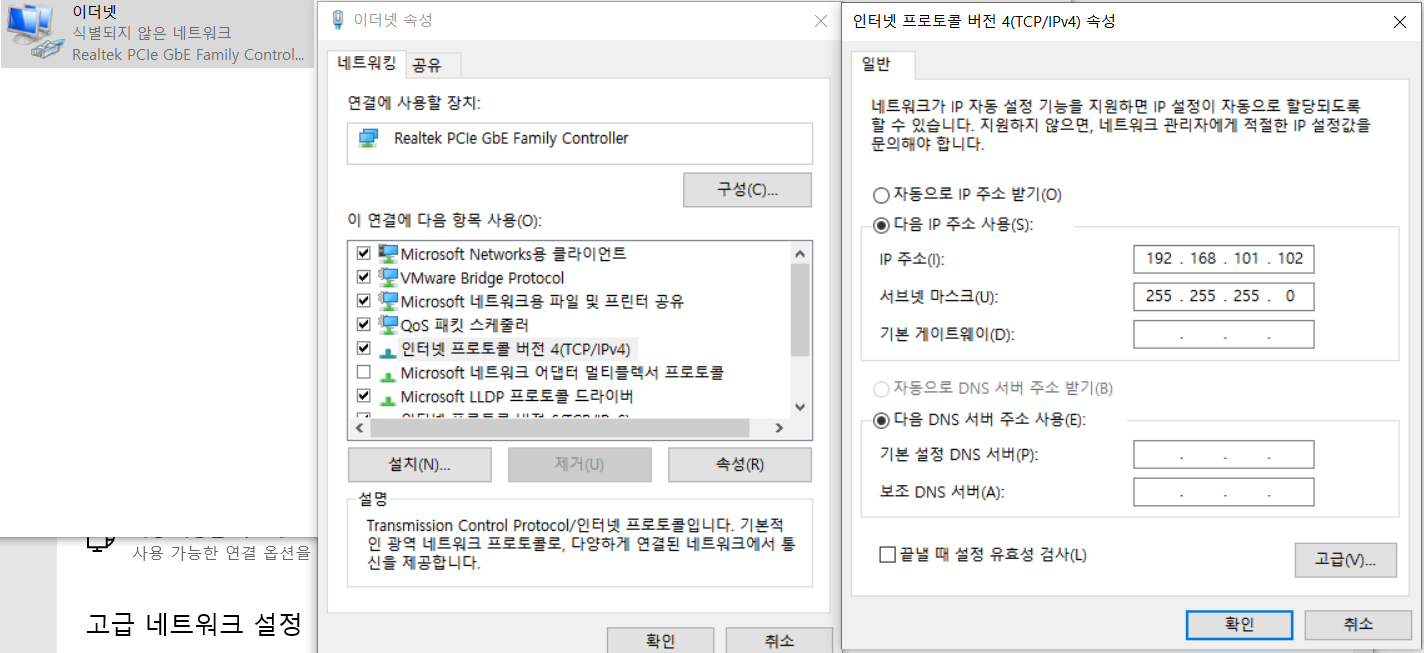 이더넷
식별되지 않은 네트워크
Realtek PCIe GbE Family Control...
사용 가능한 연결 옵션을
고급 네트워크 설정
이더넷 속성
네트워킹
공유
연결에 사용할 장치:
Realtek PCIe GbE Family Controller
구성(C)...
이 연결에 다음 항목 사용(O):
Microsoft Networks용 클라이언트
VMware Bridge Protocol
Microsoft 네트워크용 파일 및 프린터 공유
QoS 패킷 스케줄러
인터넷 프로토콜 버전 4(TCP/IPv4)
Microsoft 네트워크 어댑터 멀티플렉서 프로토콜
Microsoft LLDP 프로토콜 드라이버
인터넷 프로토콜 버전 6(TCP/IPv6)
설치(N)...
제거(U)
속성(R)
설명
Transmission Control Protocol/인터넷 프로토콜입니다. 기본적
인 광역 네트워크 프로토콜로, 다양하게 연결된 네트워크에서 통
신을 제공합니다.
확인
취소
인터넷 프로토콜 버전 4(TCP/IPv4) 속성
일반
네트워크가 IP 자동 설정 기능을 지원하면 IP 설정이 자동으로 할당되도록
할 수 있습니다. 지원하지 않으면, 네트워크 관리자에게 적절한 IP 설정값을
문의해야 합니다.
자동으로 IP 주소 받기(O)
다음 IP 주소 사용(S):
IP 주소(I): 192 . 168 . 101 . 102
서브넷 마스크(U): 255 . 255 . 255 . 0
기본 게이트웨이(D): . . .
자동으로 DNS 서버 주소 받기(B)
다음 DNS 서버 주소 사용(E):
기본 설정 DNS 서버(P): . . .
보조 DNS 서버(A): . . .
끝낼 때 설정 유효성 검사(L)
고급(V)...
확인
취소